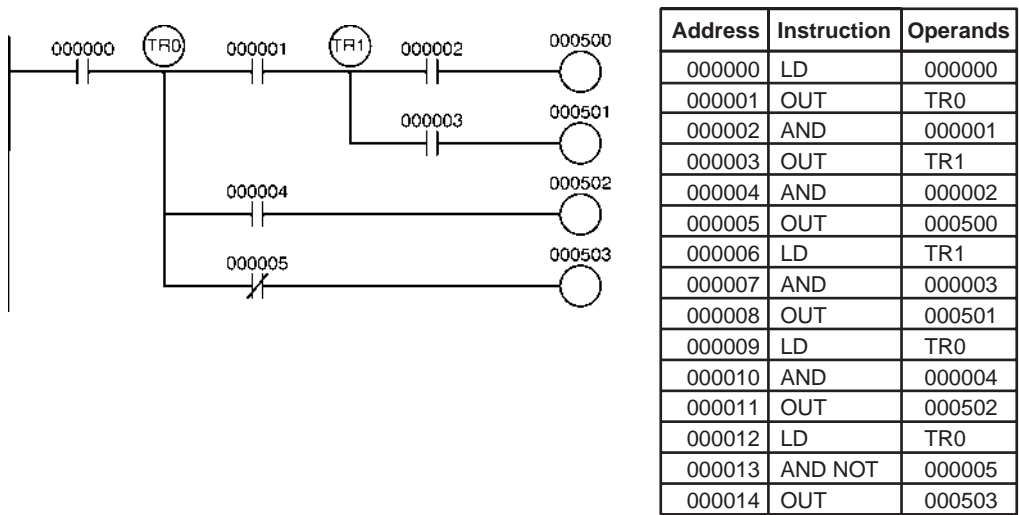 000000 TR0 000001 TR1 000002 000500
000003 000501
000004 000502
000005 000503
Address Instruction Operands
000000 LD 000000
000001 OUT TR0
000002 AND 000001
000003 OUT TR1
000004 AND 000002
000005 OUT 000500
000006 LD TR1
000007 AND 000003
000008 OUT 000501
000009 LD TR0
000010 AND 000004
000011 OUT 000502
000012 LD TR0
000013 AND NOT 000005
000014 OUT 000503